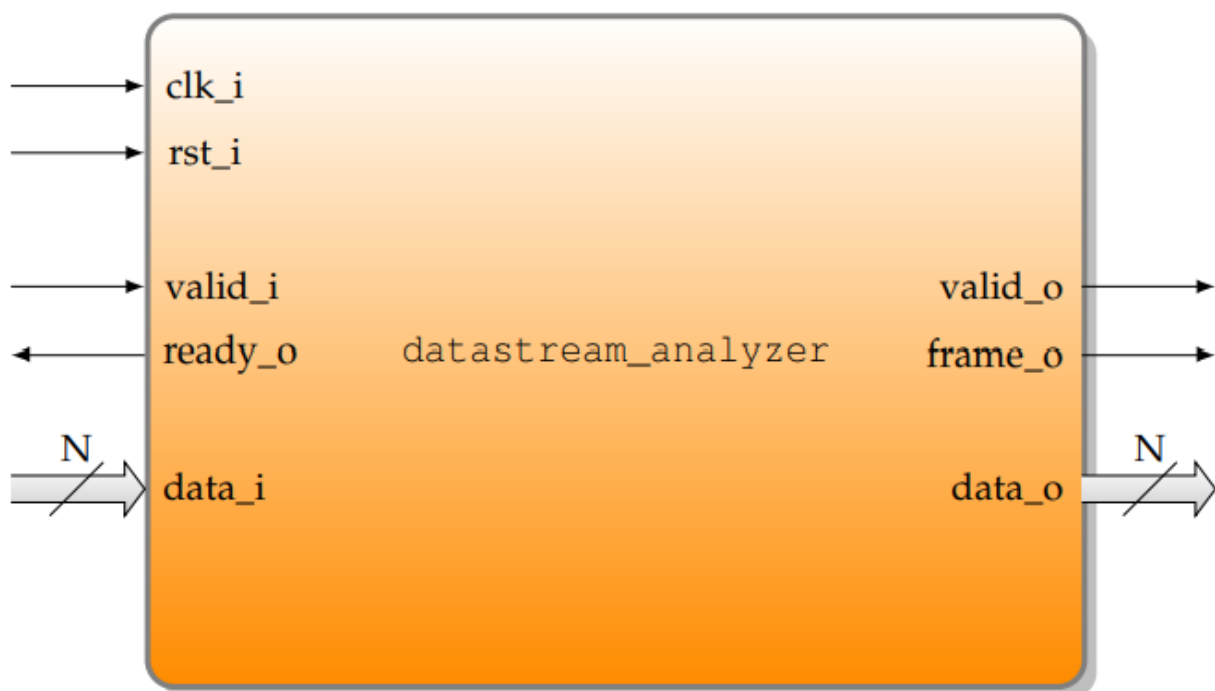 clk_i
rst_i
valid_i
valid_o
ready_o datastream_analyzer frame_o
N
N
data_i
data_o